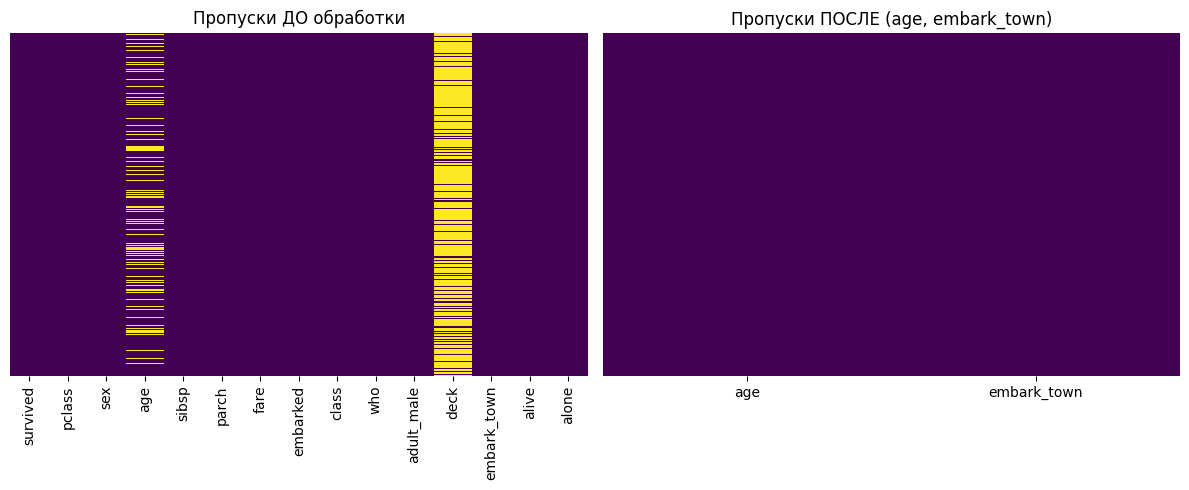 Пропуски ДО обработки
survived
pclass
sex
age
sibsp
parch
fare
embarked
class
who
adult_male
deck
embark_town
alive
alone
Пропуски ПОСЛЕ (age, embark_town)
age
embark_town